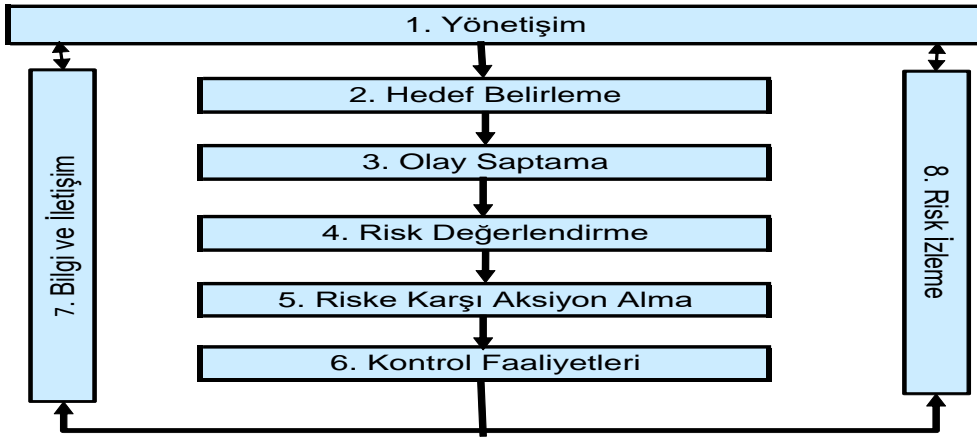 1. Yönetişim
2. Hedef Belirleme
3. Olay Saptama
4. Risk Değerlendirme
5. Riske Karşı Aksiyon Alma
6. Kontrol Faaliyetleri
7. Bilgi ve İletişim
8. Risk İzleme